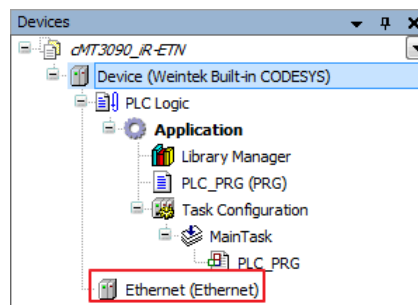 Devices
cMT3090_iR-ETN
Device (Weintek Built-in CODESYS)
PLC Logic
Application
Library Manager
PLC_PRG (PRG)
Task Configuration
MainTask
PLC_PRG
Ethernet (Ethernet)